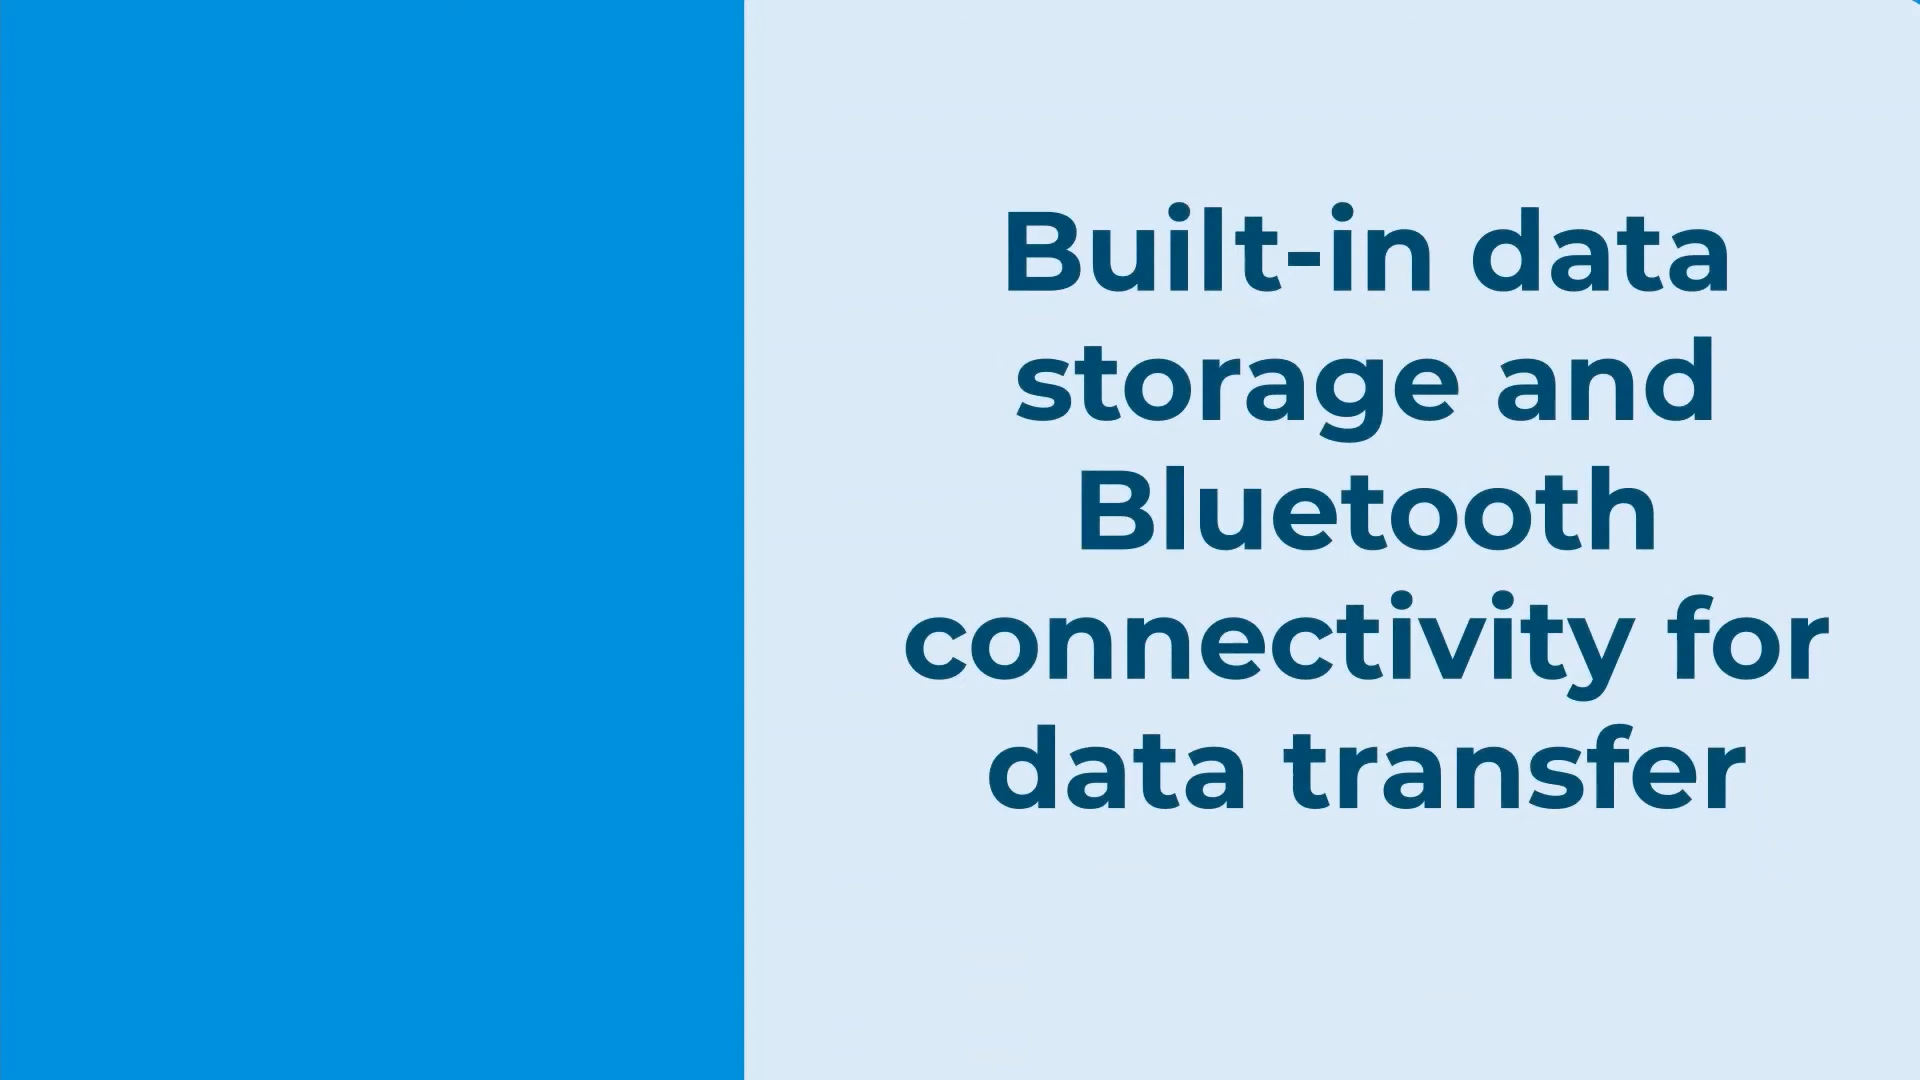 Built-in data
storage and
Bluetooth
connectivity for
data transfer